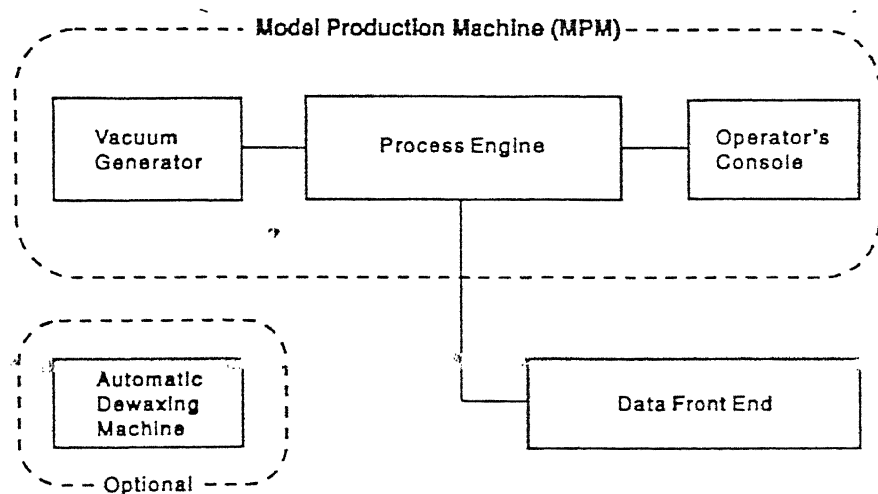 Model Production Machine (MPM)
Vacuum
Generator
Process Engine
Operator's
Console
Automatic
Dewaxing
Machine
Data Front End
Optional